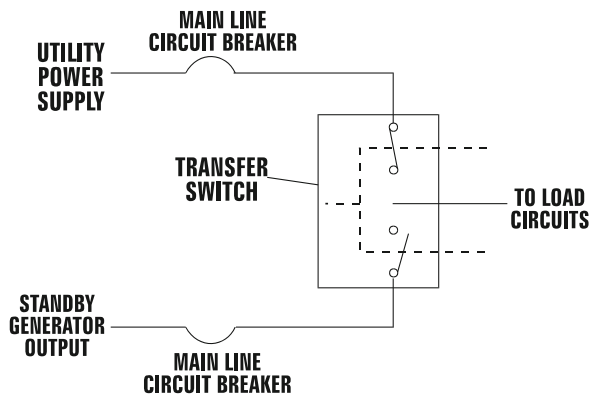 MAIN LINE
CIRCUIT BREAKER
UTILITY
POWER
SUPPLY
TRANSFER
SWITCH
TO LOAD
CIRCUITS
STANDBY
GENERATOR
OUTPUT
MAIN LINE
CIRCUIT BREAKER